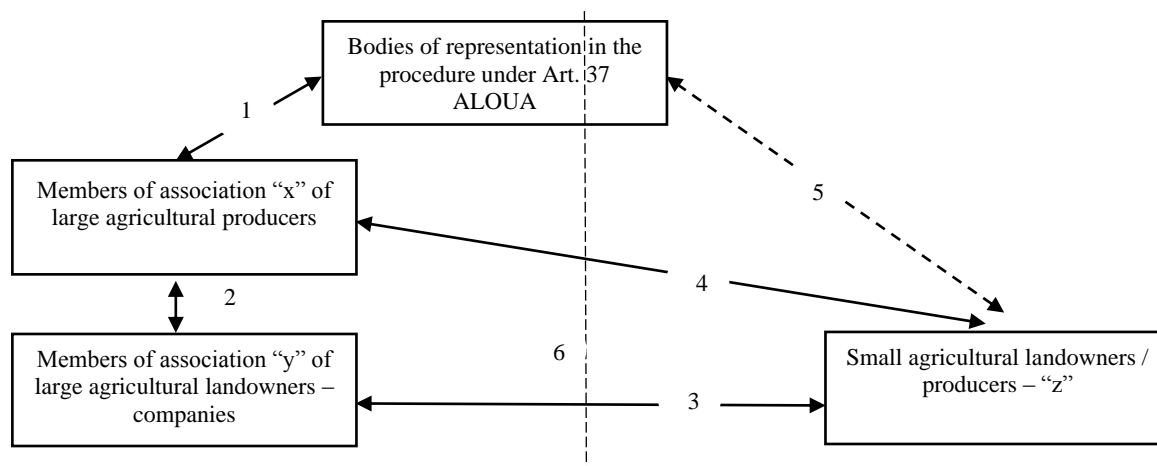 Bodies of representation in the
procedure under Art. 37
ALOUA
1
Members of association “x” of
large agricultural producers
5
4
2
Members of association “y” of
large agricultural landowners –
companies
6
Small agricultural landowners /
producers – “z”
3